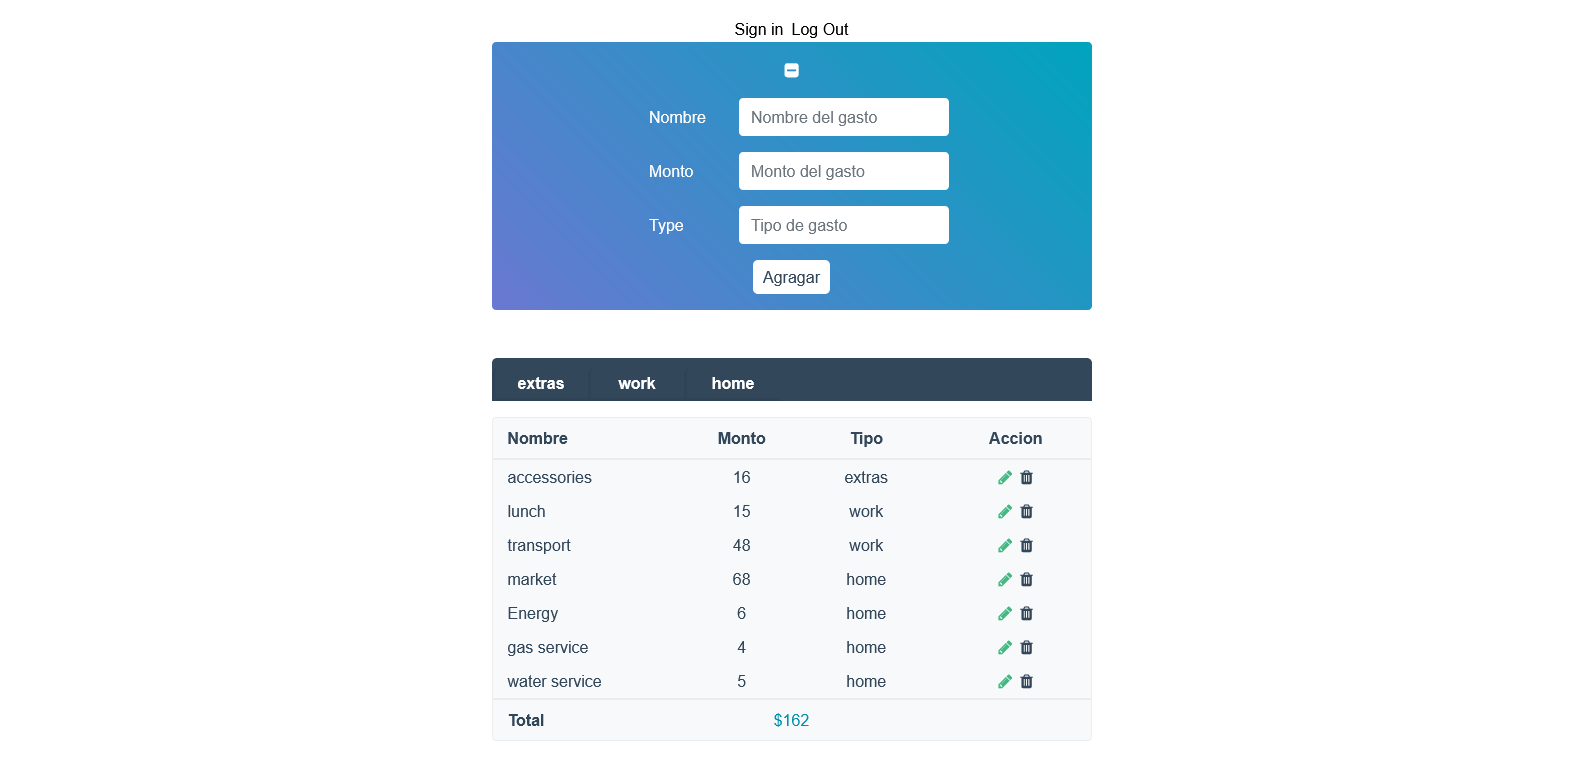 Sign in Log Out
Nombre Nombre del gasto
Monto Monto del gasto
Type Tipo de gasto
Agragar
extras work home
Nombre Monto Tipo Accion
accessories 16 extras
lunch 15 work
transport 48 work
market 68 home
Energy 6 home
gas service 4 home
water service 5 home
Total $162